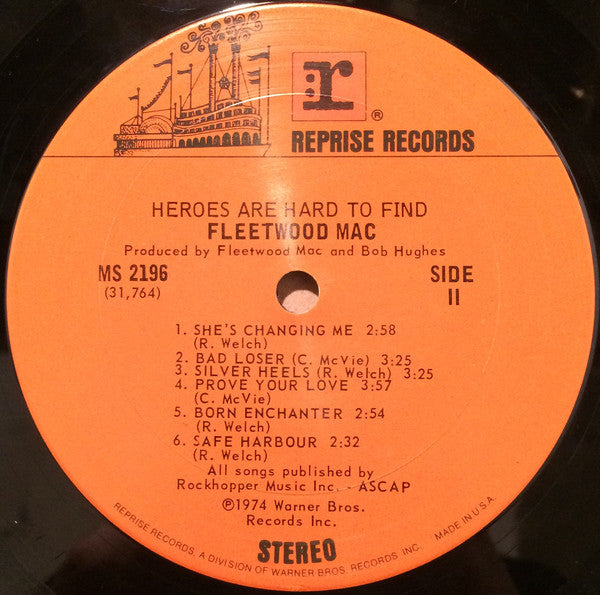 :r
®
REPRISE RECORDS
HEROES ARE HARD TO FIND
FLEETWOOD MAC
Produced by Fleetwood Mac and Bob Hughes
MS 2196
(31,764)
SIDE
II
1. SHE'S CHANGING ME 2:58
(R. Welch)
2. BAD LOSER (C. McVie) 3:25
3. SILVER HEELS (R. Welch) 3:25
4. PROVE YOUR LOVE 3:57
(C. McVie)
5. BORN ENCHANTER 2:54
(R. Welch)
6. SAFE HARBOUR 2:32
(R. Welch)
All songs published by
Rockhopper Music Inc. - ASCAP
℗1974 Warner Bros.
Records Inc.
STEREO
REPRISE RECORDS, A DIVISION OF WARNER BROS. RECORDS, INC. MADE IN U.S.A.